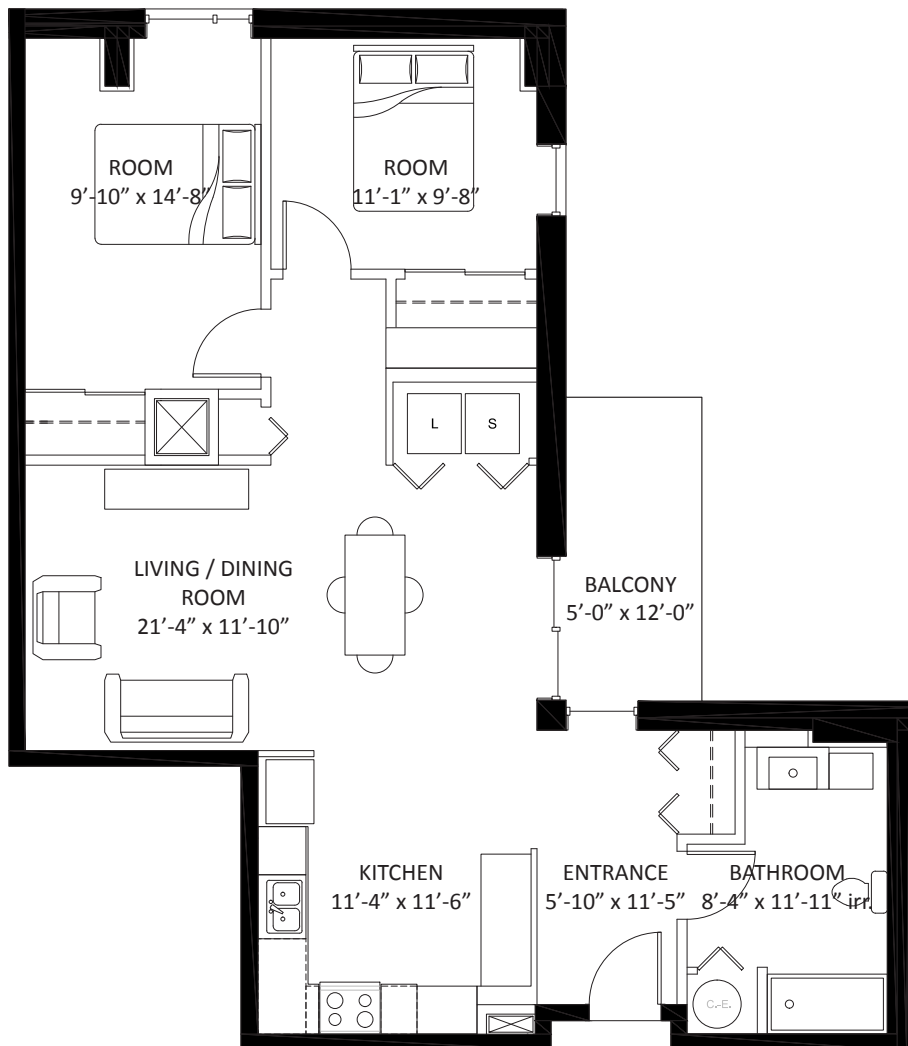 ROOM
9’-10” x 14’-8”
ROOM
11’-1” x 9’-8”
L
S
LIVING / DINING
ROOM
21’-4” x 11’-10”
BALCONY
5’-0” x 12’-0”
KITCHEN
11’-4” x 11’-6”
ENTRANCE
5’-10” x 11’-5”
BATHROOM
8’-4” x 11’-11” irr.
C.-E.